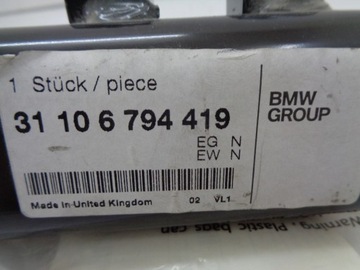 1 Stück / piece
31 10 6 794 419
EG N
EW N
BMW
GROUP
Made in United Kingdom 02 VL1
Warning, Plastic
bags can